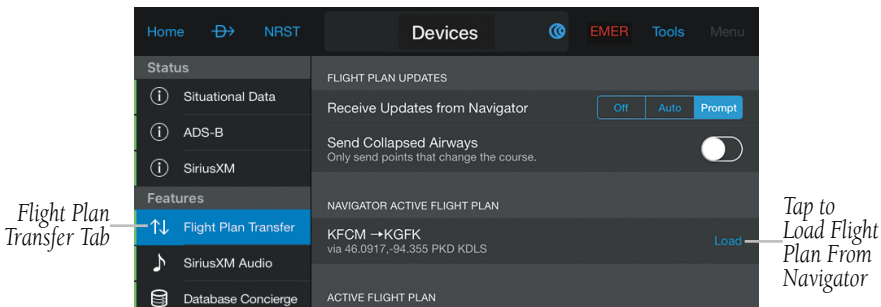 Home
NRST
Devices
EMER
Tools
Menu
Status
Situational Data
ADS-B
SiriusXM
Features
Flight Plan Transfer
SiriusXM Audio
Database Concierge
FLIGHT PLAN UPDATES
Receive Updates from Navigator
Off
Auto
Prompt
Send Collapsed Airways
Only send points that change the course.
NAVIGATOR ACTIVE FLIGHT PLAN
KFCM →KGFK
via 46.0917,-94.355 PKD KDLS
Load
ACTIVE FLIGHT PLAN
Flight Plan
Transfer Tab
Tap to
Load Flight
Plan From
Navigator